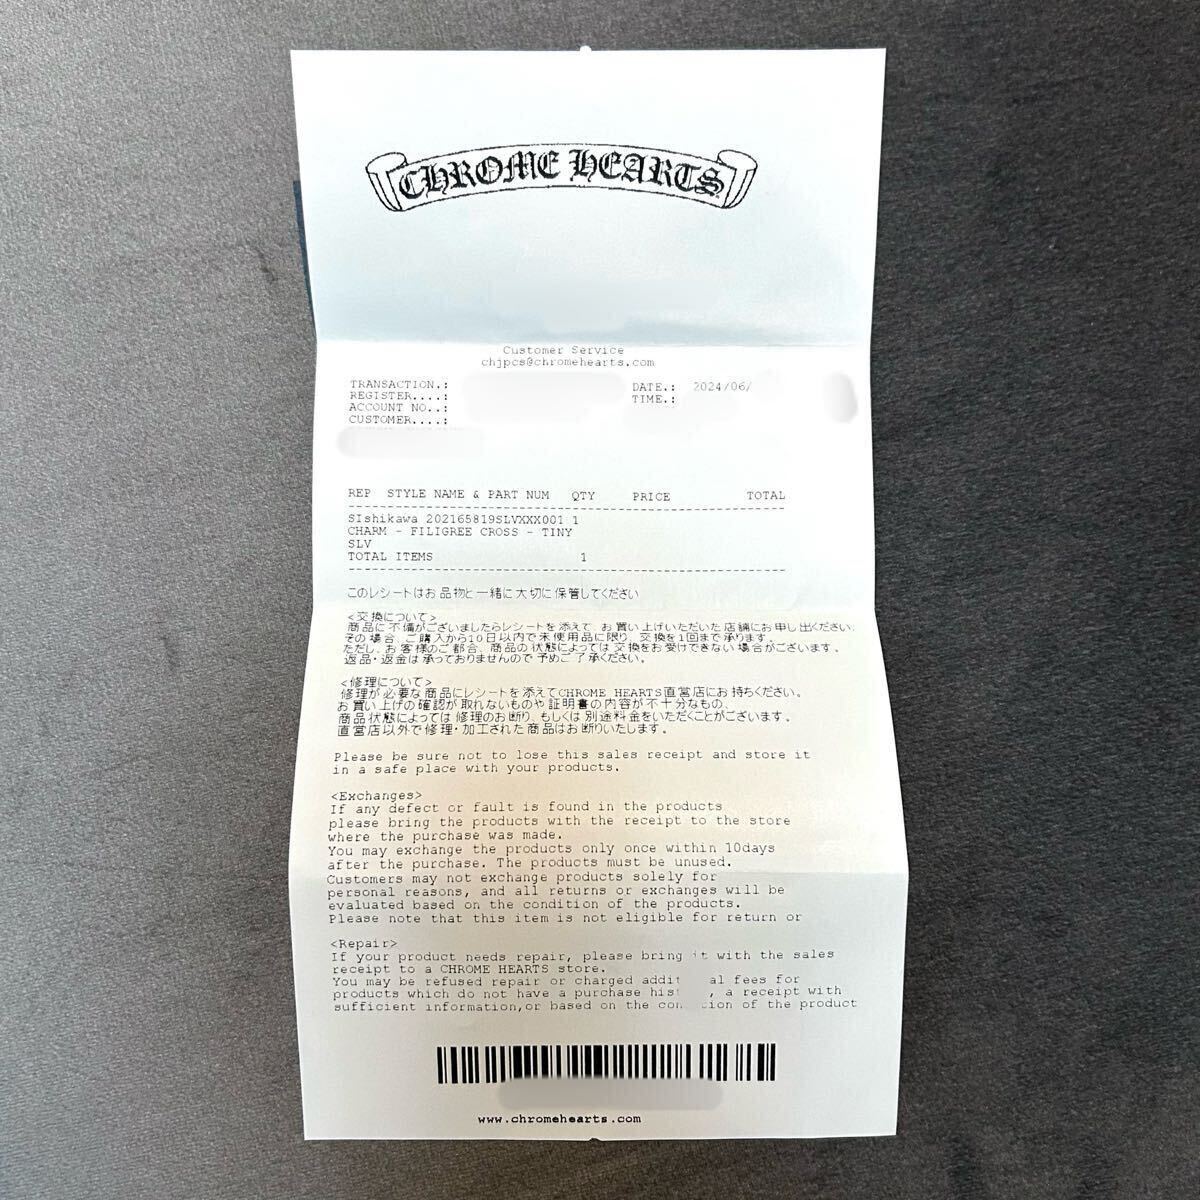 CHROME HEARTS
Customer Service
chjpcs@chromehearts.com
TRANSACTION.:
REGISTER....:
ACCOUNT NO..:
CUSTOMER....:
DATE.: 2024/06/
TIME.:
REP STYLE NAME & PART NUM QTY PRICE TOTAL
SIshikawa 202165819SLVXXX001 1
CHARM - FILIGREE CROSS - TINY
SLV
TOTAL ITEMS 1
このレシートはお品物と一緒に大切に保管してください
<交換について>
商品に不備がございましたらレシートを添えて、お買い上げいただいた店舗にお申し出ください。
その場合、ご購入から10日以内で未使用品に限り、交換を1回まで承ります。
ただし、お客様のご都合、商品の状態によっては交換をお受けできない場合がございます。
返品・返金は承っておりませんので予めご了承ください。
<修理について>
修理が必要な商品にレシートを添えてCHROME HEARTS直営店にお持ちください。
お買い上げの確認が取れないものや証明書の内容が不十分なもの、
商品状態によっては修理のお断り、もしくは別途料金をいただくことがございます。
直営店以外で修理・加工された商品はお断りいたします。
Please be sure not to lose this sales receipt and store it
in a safe place with your products.
<Exchanges>
If any defect or fault is found in the products
please bring the products with the receipt to the store
where the purchase was made.
You may exchange the products only once within 10days
after the purchase. The products must be unused.
Customers may not exchange products solely for
personal reasons, and all returns or exchanges will be
evaluated based on the condition of the products.
Please note that this item is not eligible for return or
<Repair>
If your product needs repair, please bring it with the sales
receipt to a CHROME HEARTS store.
You may be refused repair or charged addit al fees for
products which do not have a purchase his , a receipt with
sufficient information,or based on the con ion of the product
www.chromehearts.com